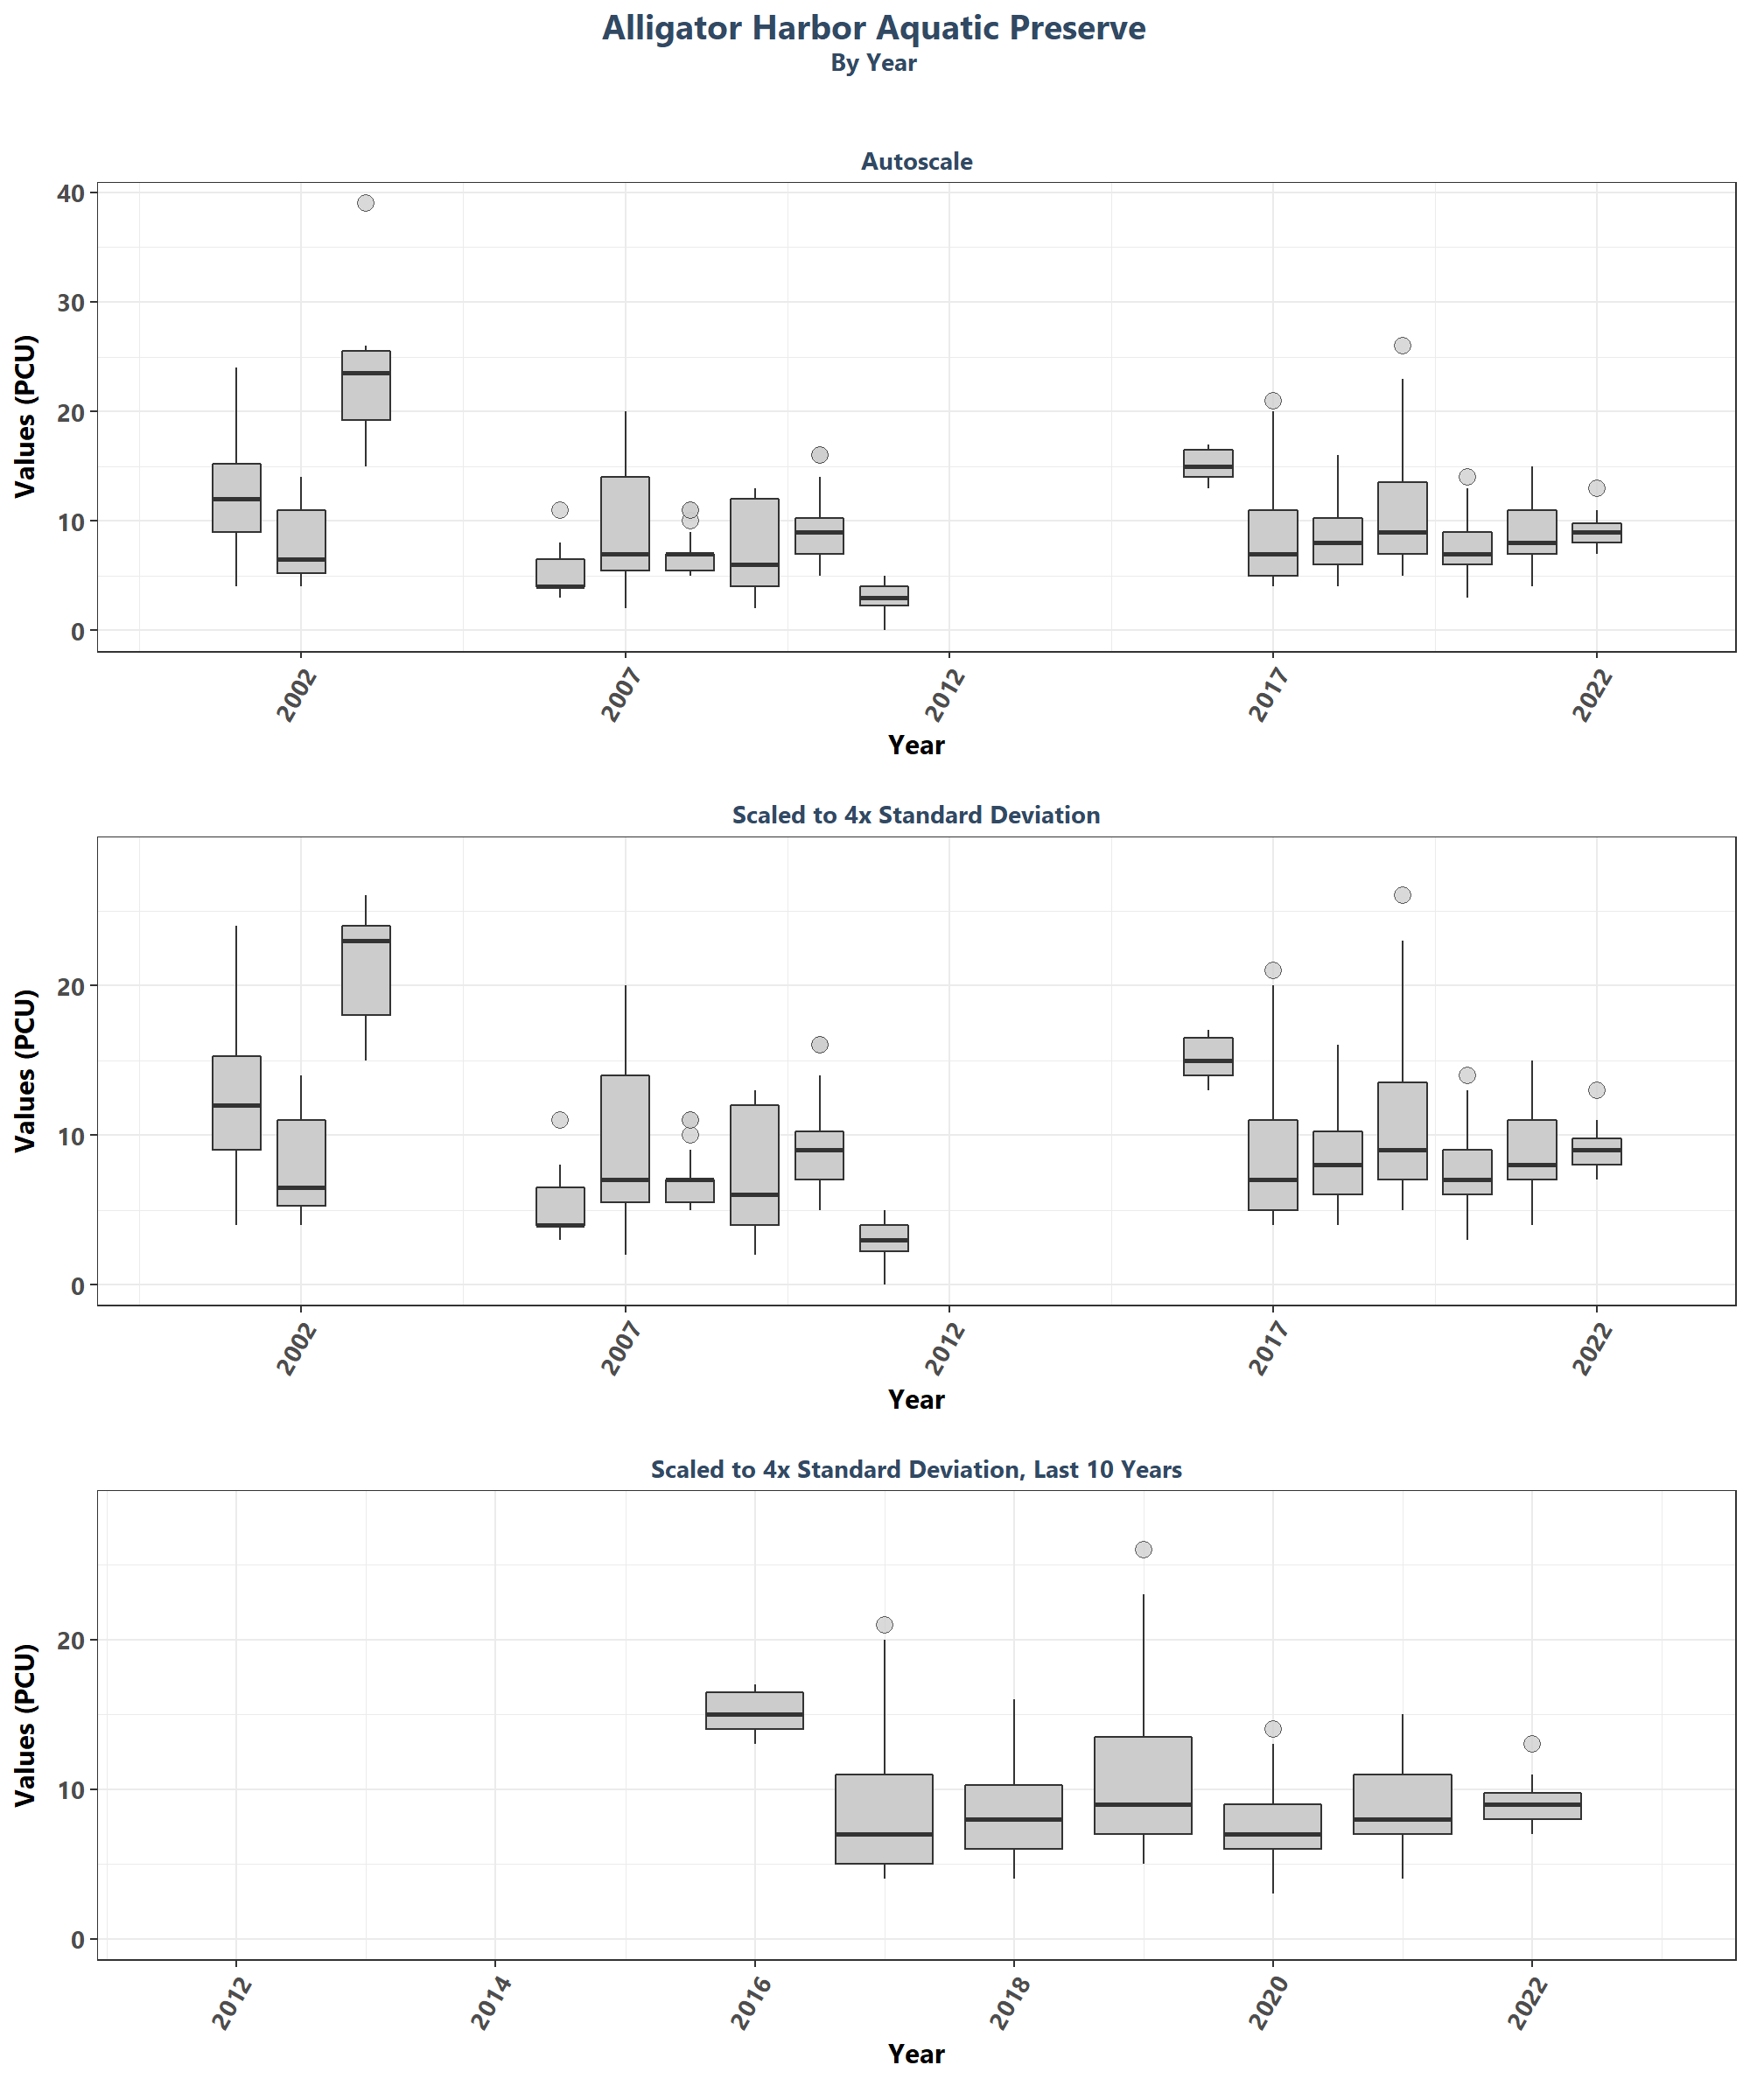 Alligator Harbor Aquatic Preserve
By Year
Autoscale
Values (PCU)
40
30
20
10
0
2002
2007
2012
2017
2022
Year
Scaled to 4x Standard Deviation
Values (PCU)
20
10
0
2002
2007
2012
2017
2022
Year
Scaled to 4x Standard Deviation, Last 10 Years
Values (PCU)
20
10
0
2012
2014
2016
2018
2020
2022
Year